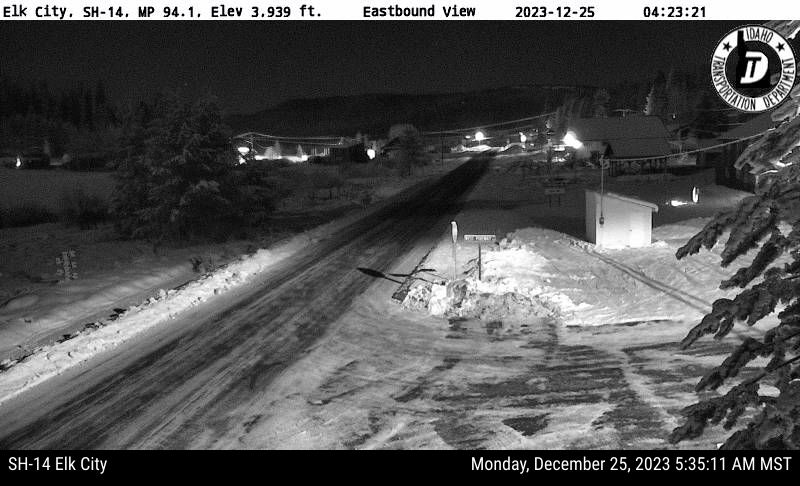 Elk City, SH-14, MP 94.1, Elev 3,939 ft. Eastbound View 2023-12-25 04:23:21
IDAHO
TRANSPORTATION DEPARTMENT
SH-14 Elk City Monday, December 25, 2023 5:35:11 AM MST